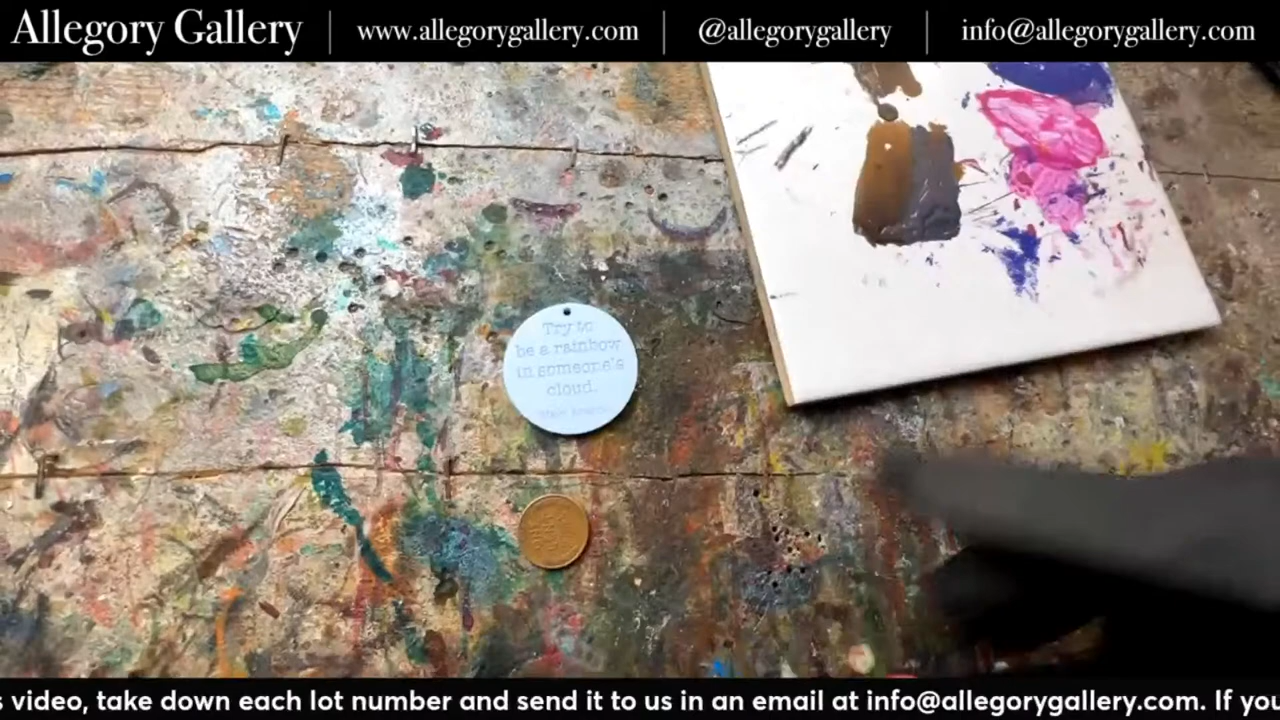 Allegory Gallery
www.allegorygallery.com
@allegorygallery
info@allegorygallery.com
Try to
be a rainbow
in someone's
cloud.
s video, take down each lot number and send it to us in an email at info@allegorygallery.com. If you